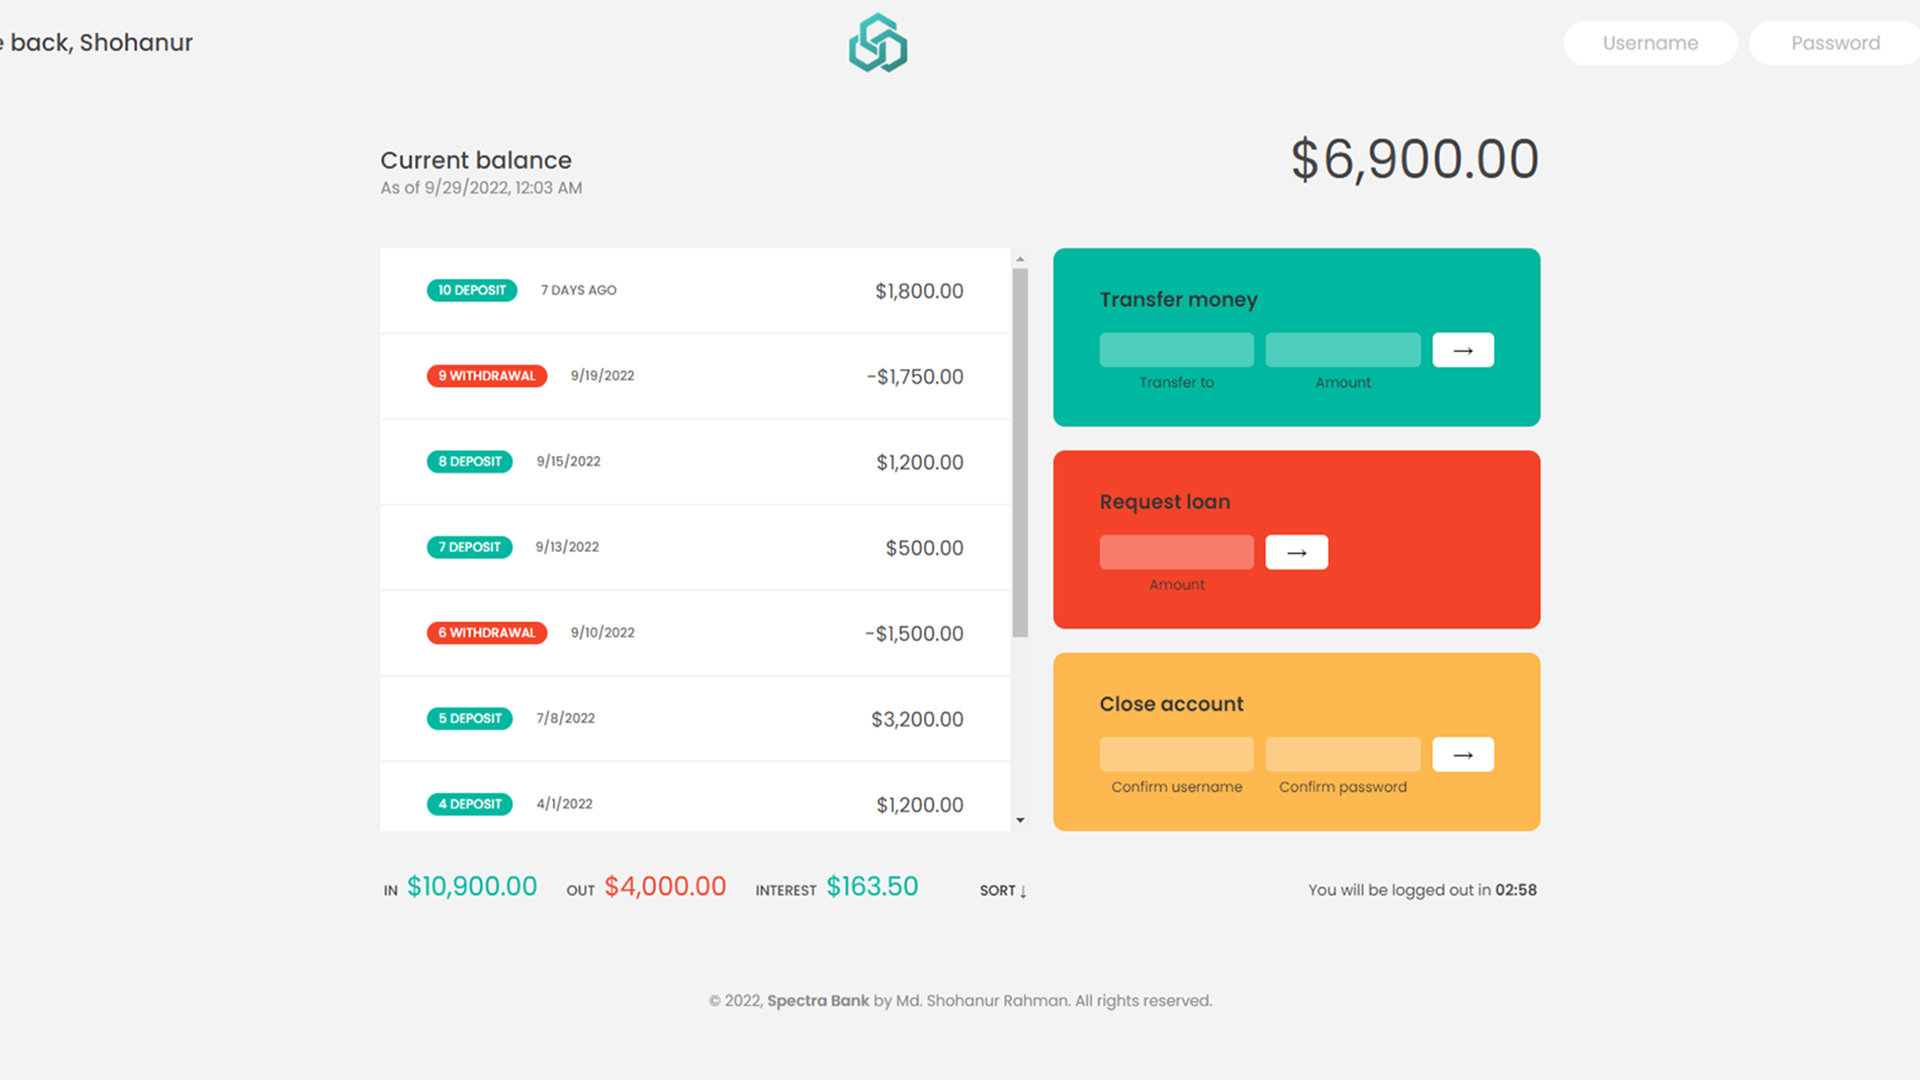 back, Shohanur
Username
Password
Current balance
As of 9/29/2022, 12:03 AM
$6,900.00
10 DEPOSIT 7 DAYS AGO $1,800.00
9 WITHDRAWAL 9/19/2022 -$1,750.00
8 DEPOSIT 9/15/2022 $1,200.00
7 DEPOSIT 9/13/2022 $500.00
6 WITHDRAWAL 9/10/2022 -$1,500.00
5 DEPOSIT 7/8/2022 $3,200.00
4 DEPOSIT 4/1/2022 $1,200.00
Transfer money
→
Transfer to Amount
Request loan
→
Amount
Close account
→
Confirm username Confirm password
IN $10,900.00 OUT $4,000.00 INTEREST $163.50 SORT ↓
You will be logged out in 02:58
© 2022, Spectra Bank by Md. Shohanur Rahman. All rights reserved.